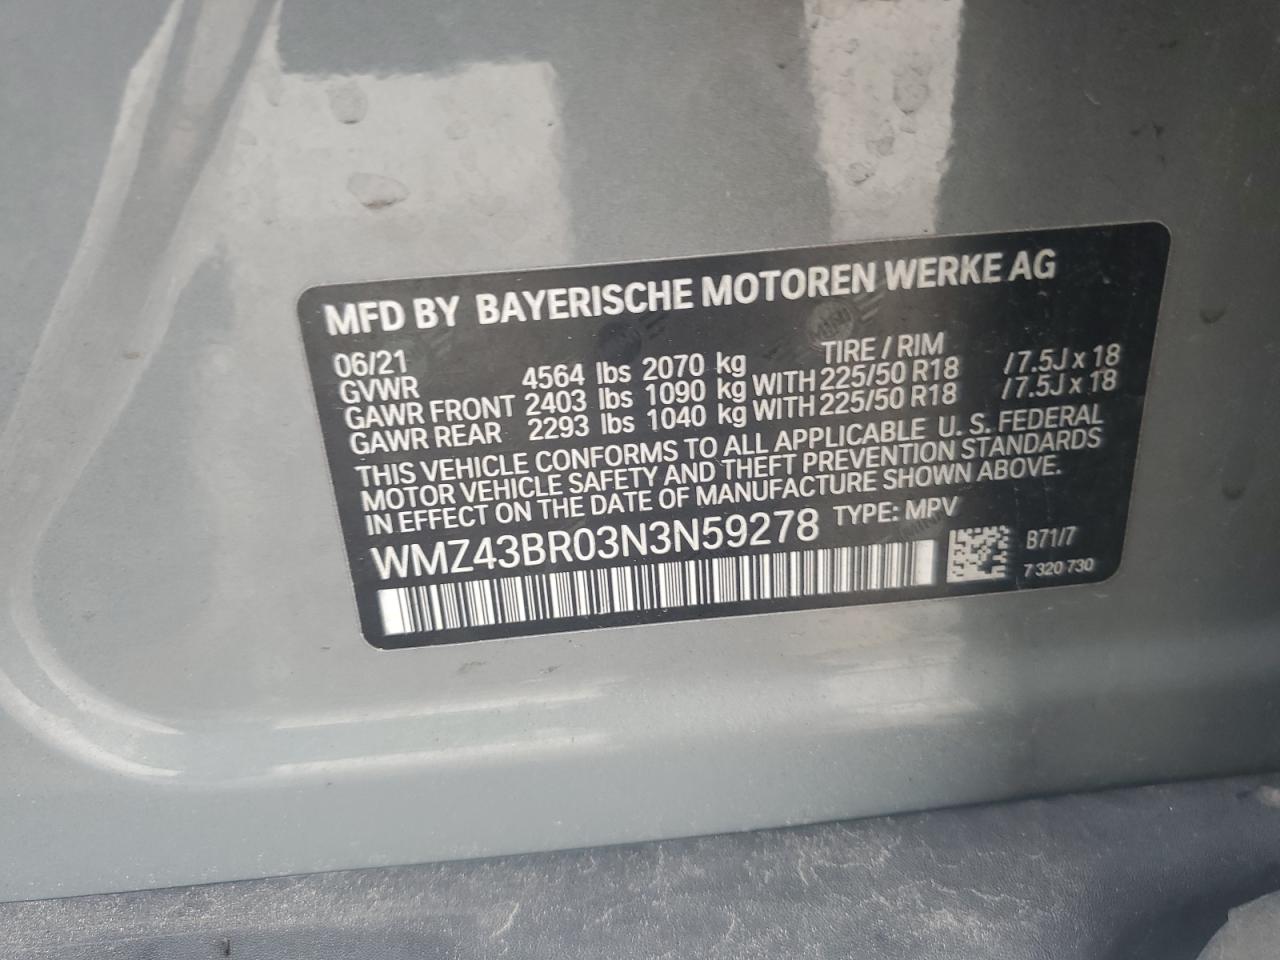 MFD BY BAYERISCHE MOTOREN WERKE AG
06/21 TIRE / RIM
GVWR 4564 lbs 2070 kg
GAWR FRONT 2403 lbs 1090 kg WITH 225/50 R18 /7.5J x 18
GAWR REAR 2293 lbs 1040 kg WITH 225/50 R18 /7.5J x 18
THIS VEHICLE CONFORMS TO ALL APPLICABLE U. S. FEDERAL
MOTOR VEHICLE SAFETY AND THEFT PREVENTION STANDARDS
IN EFFECT ON THE DATE OF MANUFACTURE SHOWN ABOVE.
WMZ43BR03N3N59278 TYPE: MPV
B71/7
7 320 730